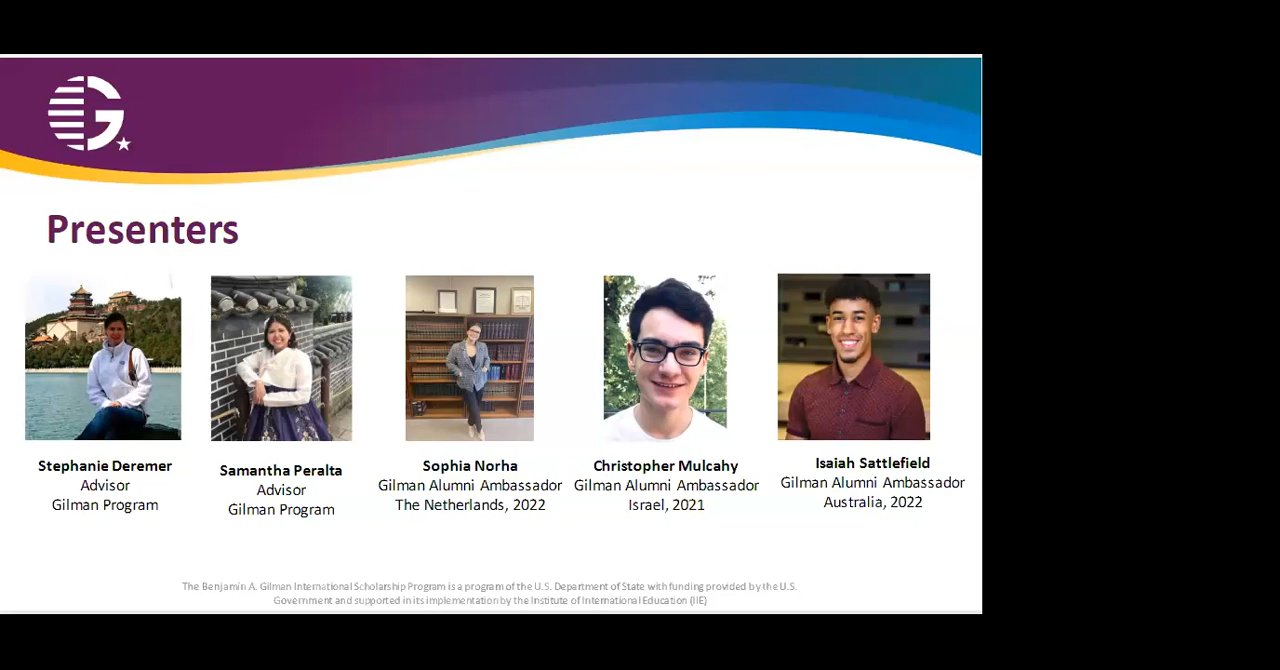 Presenters
Stephanie Deremer
Advisor
Gilman Program
Samantha Peralta
Advisor
Gilman Program
Sophia Norha
Gilman Alumni Ambassador
The Netherlands, 2022
Christopher Mulcahy
Gilman Alumni Ambassador
Israel, 2021
Isaiah Sattlefield
Gilman Alumni Ambassador
Australia, 2022
The Benjamin A. Gilman International Scholarship Program is a program of the U.S. Department of State with funding provided by the U.S.
Government and supported in its implementation by the Institute of International Education (IIE)